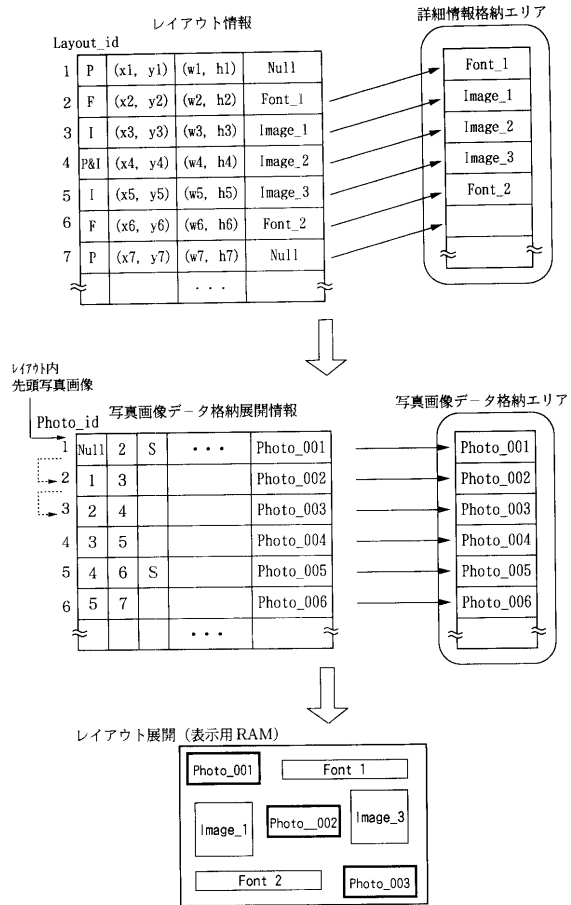 レイアウト情報
詳細情報格納エリア
Layout_id
1 P (x1, y1) (w1, h1) Null
2 F (x2, y2) (w2, h2) Font_1
3 I (x3, y3) (w3, h3) Image_1
4 P&I (x4, y4) (w4, h4) Image_2
5 I (x5, y5) (w5, h5) Image_3
6 F (x6, y6) (w6, h6) Font_2
7 P (x7, y7) (w7, h7) Null
・・・
Font_1
Image_1
Image_2
Image_3
Font_2
レイアウト内
先頭写真画像
写真画像データ格納展開情報
写真画像データ格納エリア
Photo_id
1 Null 2 S ・・・ Photo_001
2 1 3 Photo_002
3 2 4 Photo_003
4 3 5 Photo_004
5 4 6 S Photo_005
6 5 7 Photo_006
・・・
Photo_001
Photo_002
Photo_003
Photo_004
Photo_005
Photo_006
レイアウト展開（表示用RAM）
Photo_001
Font 1
Image_1
Photo__002
Image_3
Font 2
Photo_003